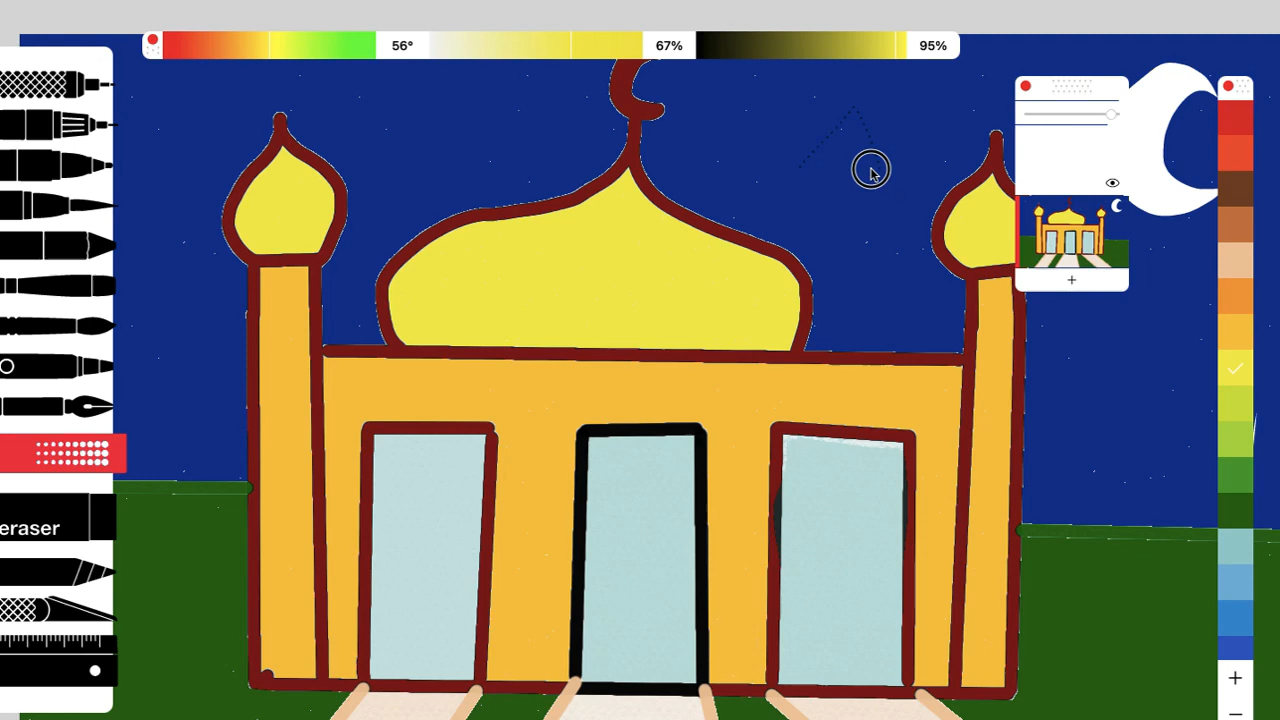 56° 67% 95%
+
eraser
+
−